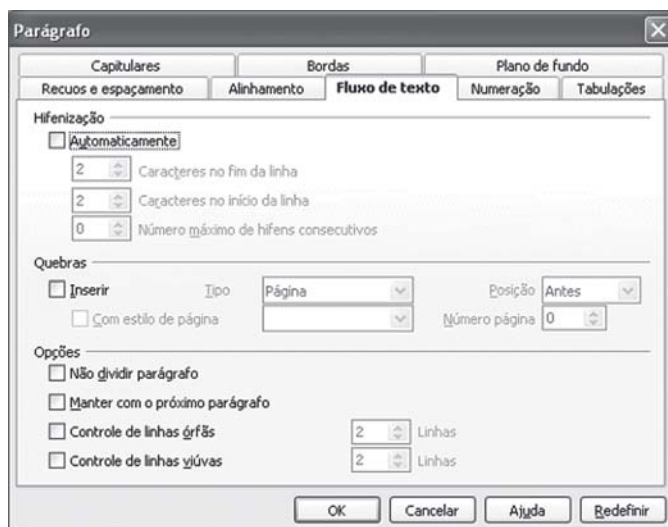 Parágrafo
Capitulares Bordas Plano de fundo
Recuos e espaçamento Alinhamento Fluxo de texto Numeração Tabulações
Hifenização
Automaticamente
2 Caracteres no fim da linha
2 Caracteres no início da linha
0 Número máximo de hifens consecutivos
Quebras
Inserir Tipo Página Posição Antes
Com estilo de página Número página 0
Opções
Não dividir parágrafo
Manter com o próximo parágrafo
Controle de linhas órfãs 2 Linhas
Controle de linhas viúvas 2 Linhas
OK Cancelar Ajuda Redefinir